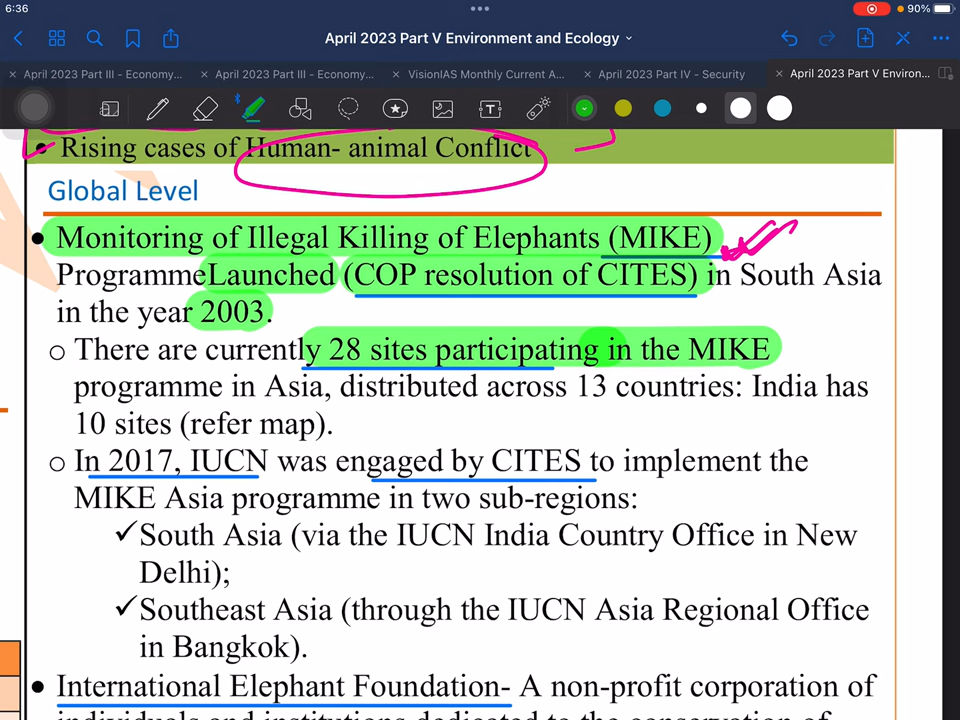 6:36
90%
April 2023 Part V Environment and Ecology
April 2023 Part III - Economy...
April 2023 Part III - Economy...
VisionIAS Monthly Current A...
April 2023 Part IV - Security
April 2023 Part V Environ...
• Rising cases of Human- animal Conflict
Global Level
• Monitoring of Illegal Killing of Elephants (MIKE)
ProgrammeLaunched (COP resolution of CITES) in South Asia
in the year 2003.
o There are currently 28 sites participating in the MIKE
programme in Asia, distributed across 13 countries: India has
10 sites (refer map).
o In 2017, IUCN was engaged by CITES to implement the
MIKE Asia programme in two sub-regions:
✓South Asia (via the IUCN India Country Office in New
Delhi);
✓Southeast Asia (through the IUCN Asia Regional Office
in Bangkok).
• International Elephant Foundation- A non-profit corporation of